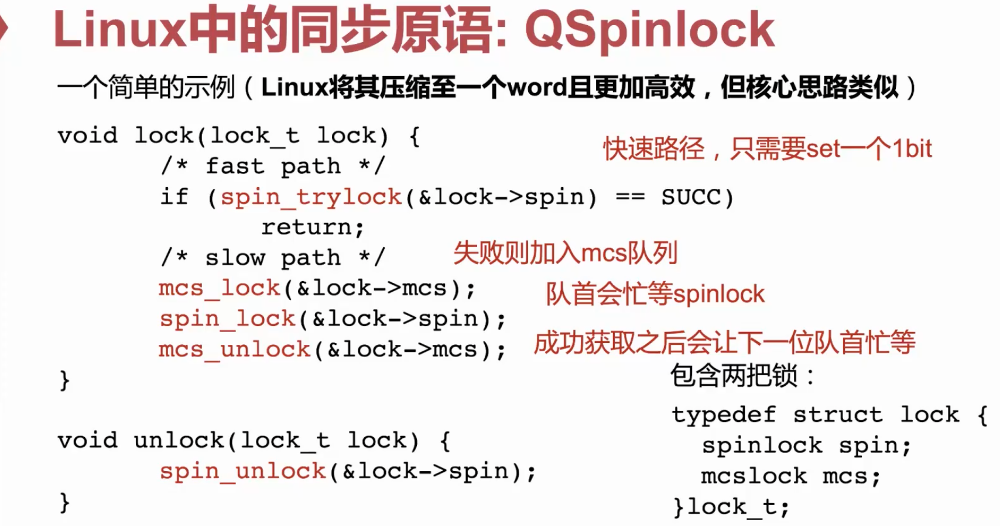 Linux中的同步原语: QSpinlock
一个简单的示例（Linux将其压缩至一个word且更加高效，但核心思路类似）
void lock(lock_t lock) {
快速路径，只需要set一个1bit
/* fast path */
if (spin_trylock(&lock->spin) == SUCC)
return;
/* slow path */
失败则加入mcs队列
mcs_lock(&lock->mcs);
队首会忙等spinlock
spin_lock(&lock->spin);
mcs_unlock(&lock->mcs);
成功获取之后会让下一位队首忙等
}
void unlock(lock_t lock) {
spin_unlock(&lock->spin);
}
包含两把锁：
typedef struct lock {
spinlock spin;
mcslock mcs;
}lock_t;